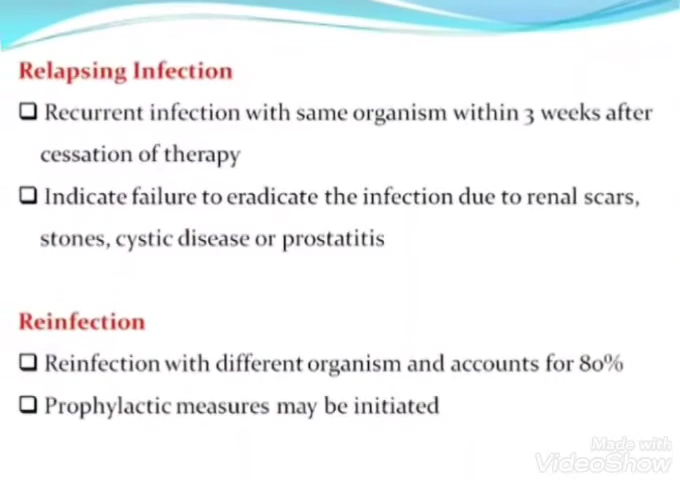 Relapsing Infection
❑ Recurrent infection with same organism within 3 weeks after
cessation of therapy
❑ Indicate failure to eradicate the infection due to renal scars,
stones, cystic disease or prostatitis
Reinfection
❑ Reinfection with different organism and accounts for 80%
❑ Prophylactic measures may be initiated
Made with
VideoShow